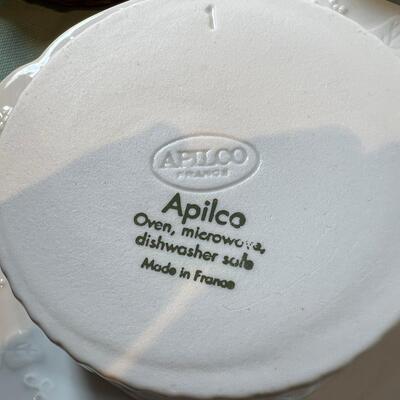 1
APILCO
FRANCE
Apilco
Oven, microwave,
dishwasher safe
Made in France